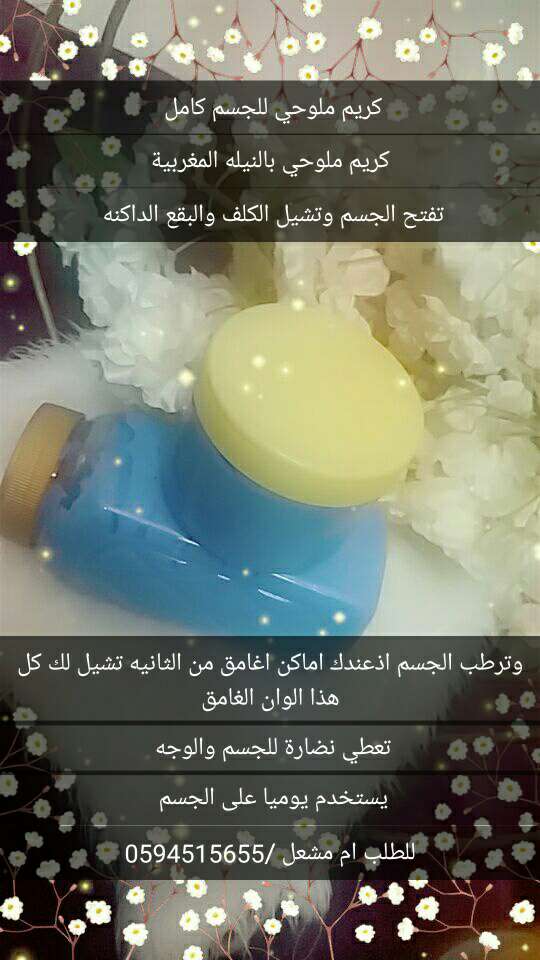 كريم ملوحي للجسم كامل
كريم ملوحي بالنيله المغربية
تفتح الجسم وتشيل الكلف والبقع الداكنه
وترطب الجسم اذعندك اماكن اغامق من الثانيه تشيل لك كل
هذا الوان الغامق
تعطي نضارة للجسم والوجه
يستخدم يوميا على الجسم
للطلب ام مشعل /0594515655